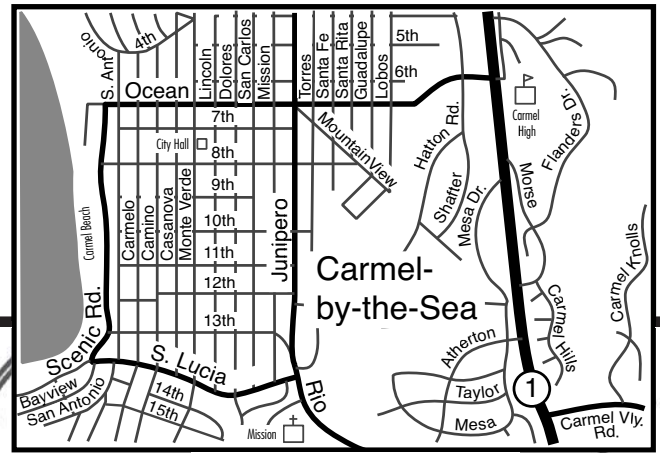 S. Antonio
4th
Lincoln
Dolores
San Carlos
Mission
Torres
Santa Fe
Santa Rita
Guadalupe
Lobos
5th
6th
Ocean
7th
City Hall
8th
Mountain View
Hatton Rd.
Carmel
High
Flanders Dr.
Carmel Beach
Carmelo
Camino
Casanova
Monte Verde
9th
10th
11th
12th
13th
Junipero
Shafter
Mesa Dr.
Morse
Carmel-
by-the-Sea
Carmel Knolls
Carmel Hills
Scenic Rd.
S. Lucia
Atherton
Bayview
San Antonio
14th
15th
Rio
Taylor
Mesa
1
Mission
Carmel Vly.
Rd.